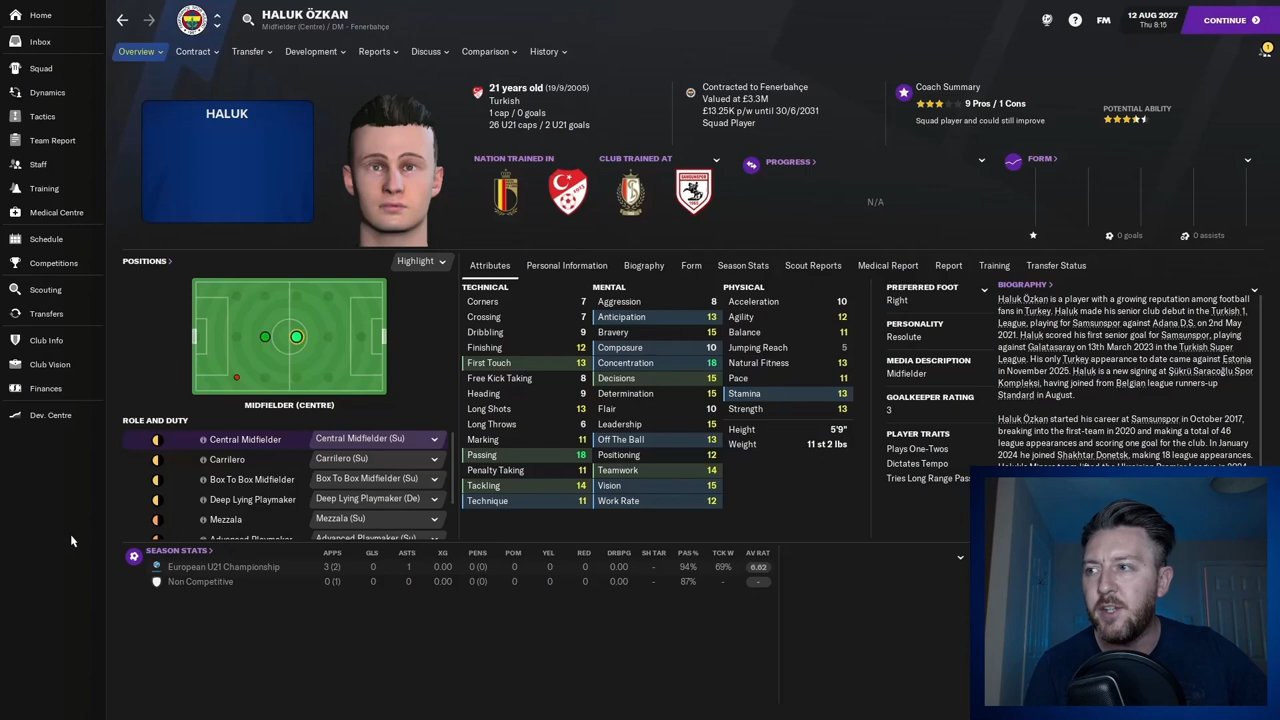 Home
HALUK ÖZKAN
Midfielder (Centre) / DM - Fenerbahçe
FM
12 AUG 2027
Thu 8:15
CONTINUE
Inbox
Overview
Contract
Transfer
Development
Reports
Discuss
Comparison
History
1
Squad
Dynamics
Tactics
Team Report
Staff
Training
Medical Centre
Schedule
Competitions
Scouting
Transfers
Club Info
Club Vision
Finances
Dev. Centre
HALUK
21 years old (19/9/2005)
Turkish
1 cap / 0 goals
26 U21 caps / 2 U21 goals
Contracted to Fenerbahçe
Valued at £3.3M
£13.25K p/w until 30/6/2031
Squad Player
Coach Summary
9 Pros / 1 Cons
Squad player and could still improve
POTENTIAL ABILITY
NATION TRAINED IN
CLUB TRAINED AT
PROGRESS
N/A
FORM
0 goals
0 assists
POSITIONS
Highlight
MIDFIELDER (CENTRE)
ROLE AND DUTY
Central Midfielder
Central Midfielder (Su)
Carrilero
Carrilero (Su)
Box To Box Midfielder
Box To Box Midfielder (Su)
Deep Lying Playmaker
Deep Lying Playmaker (De)
Mezzala
Mezzala (Su)
Advanced Playmaker
Advanced Playmaker (Su)
Attributes
Personal Information
Biography
Form
Season Stats
Scout Reports
Medical Report
Report
Training
Transfer Status
TECHNICAL
Corners 7
Crossing 7
Dribbling 9
Finishing 12
First Touch 13
Free Kick Taking 8
Heading 9
Long Shots 13
Long Throws 6
Marking 11
Passing 18
Penalty Taking 11
Tackling 14
Technique 11
MENTAL
Aggression 8
Anticipation 13
Bravery 15
Composure 10
Concentration 18
Decisions 15
Determination 15
Flair 10
Leadership 15
Off The Ball 13
Positioning 12
Teamwork 14
Vision 15
Work Rate 12
PHYSICAL
Acceleration 10
Agility 12
Balance 11
Jumping Reach 5
Natural Fitness 13
Pace 11
Stamina 13
Strength 13
Height 5'9"
Weight 11 st 2 lbs
PREFERRED FOOT
Right
PERSONALITY
Resolute
MEDIA DESCRIPTION
Midfielder
GOALKEEPER RATING
3
PLAYER TRAITS
Plays One-Twos
Dictates Tempo
Tries Long Range Pass
BIOGRAPHY
Haluk Özkan is a player with a growing reputation among football
fans in Turkey. Haluk made his senior club debut in the Turkish 1.
League, playing for Samsunspor against Adana D.S. on 2nd May
2021. Haluk scored his first senior goal for Samsunspor, playing
against Galatasaray on 13th March 2023 in the Turkish Super
League. His only Turkey appearance to date came against Estonia
in November 2025. Haluk is a new signing at Şükrü Saraçoğlu Spor
Kompleksi, having joined from Belgian league runners-up
Standard in August.
Haluk Özkan started his career at Samsunspor in October 2017,
breaking into the first-team in 2020 and making a total of 46
league appearances and scoring one goal for the club. In January
2024 he joined Shakhtar Donetsk, making 18 league appearances.
SEASON STATS
APPS GLS ASTS XG PENS POM YEL RED DRBPG SH TAR PAS% TCK W AV RAT
European U21 Championship 3 (2) 0 1 0.00 0 (0) 0 0 0 0.00 - 94% 69% 6.62
Non Competitive 0 (1) 0 0 0.00 0 (0) 0 0 0 0.00 - 87% - -